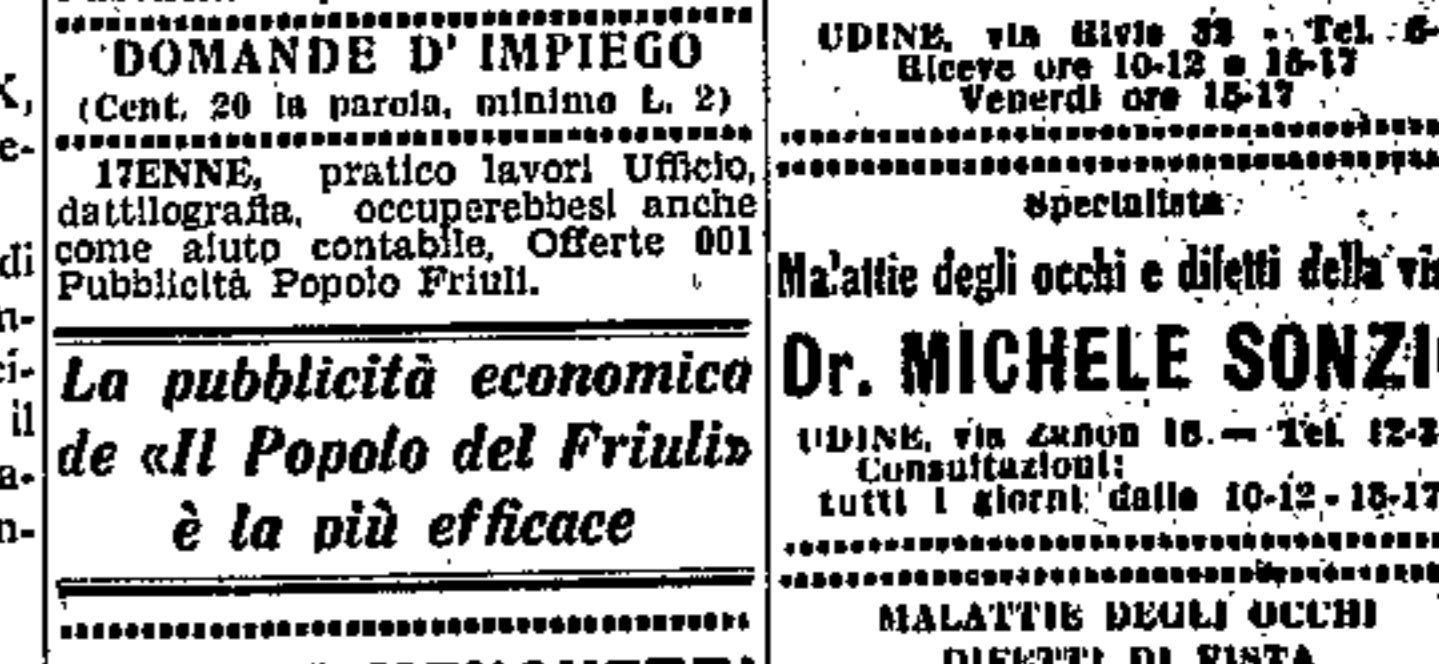 DOMANDE D' IMPIEGO
(Cent. 20 la parola, minimo L. 2)
17ENNE, pratico lavori Ufficio,
dattilografia, occuperebbesi anche
come aiuto contabile. Offerte 001
Pubblicità Popolo Friuli.
La pubblicità economica
de «Il Popolo del Friuli»
è la più efficace
UDINE, via
Riceve ore 10-12 e 15-17
Venerdì ore 15-17
Specialista
Malattie degli occhi e difetti della
Dr. MICHELE
UDINE, via Zanon 16 — Tel.
Consultazioni:
tutti i giorni dalle 10-12 - 15-17
MALATTIE DEGLI OCCHI
DIFETTI DI VISTA